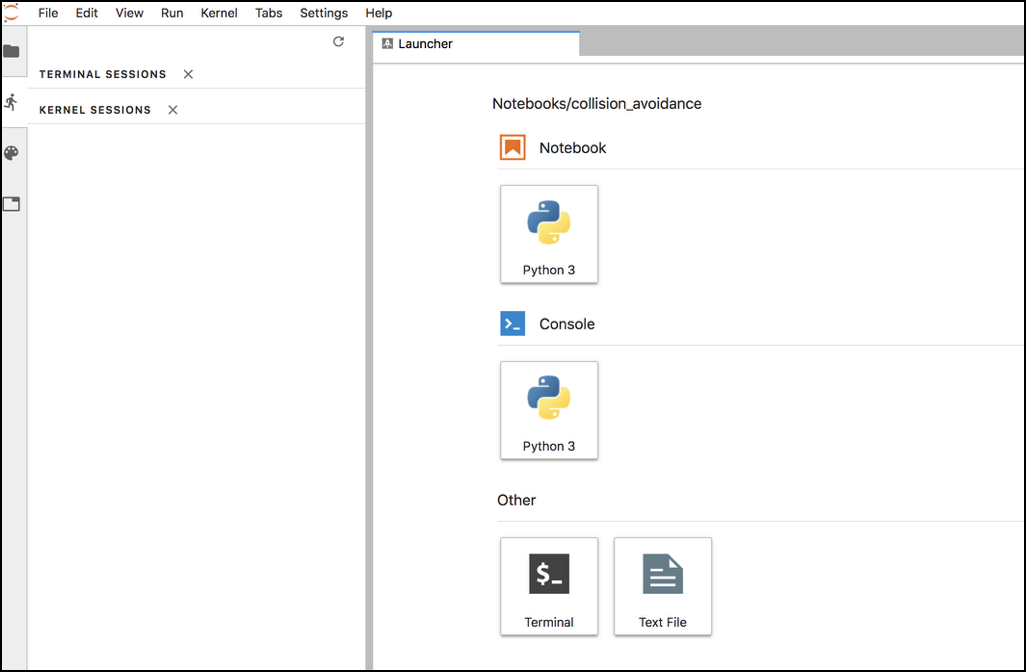 File Edit View Run Kernel Tabs Settings Help
TERMINAL SESSIONS
KERNEL SESSIONS
Launcher
Notebooks/collision_avoidance
Notebook
Python 3
Console
Python 3
Other
$_
Terminal
Text File